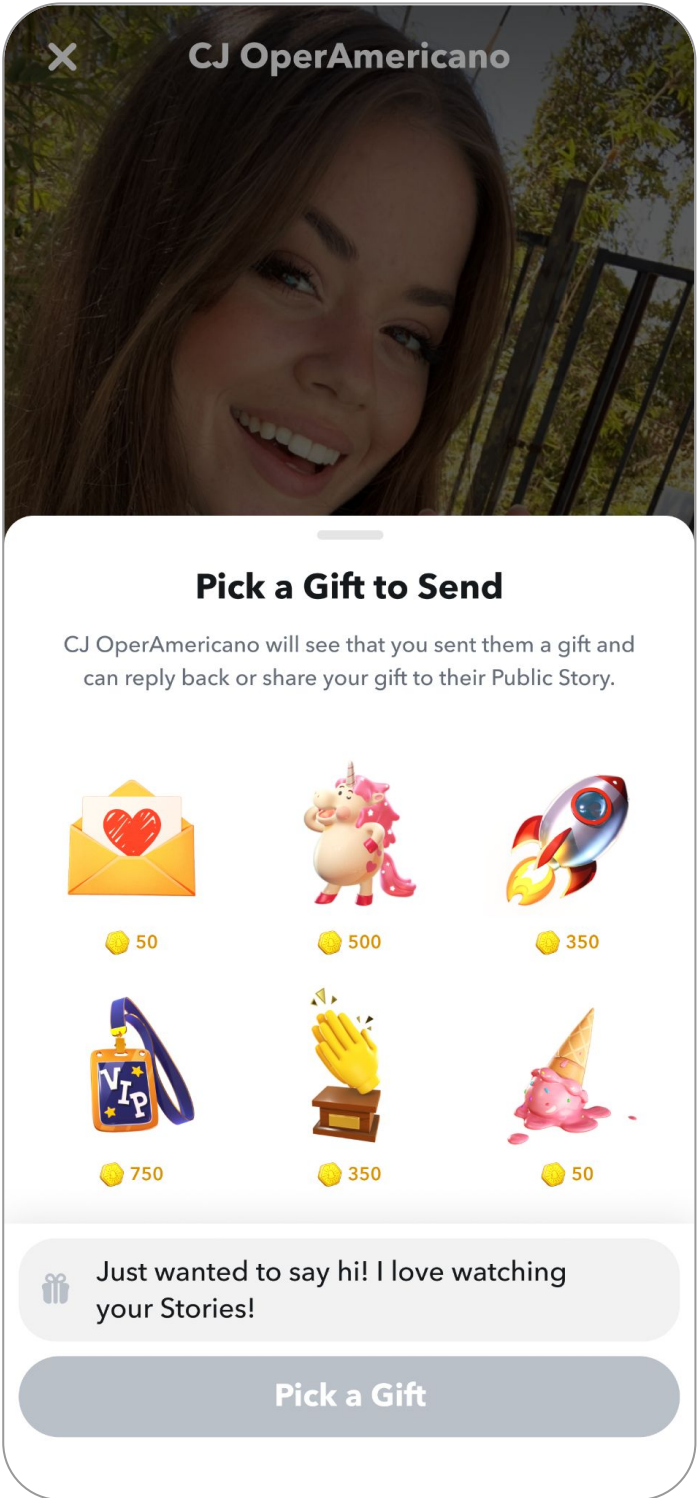 CJ OperAmericano
Pick a Gift to Send
CJ OperAmericano will see that you sent them a gift and
can reply back or share your gift to their Public Story.
50
500
350
VIP
750
350
50
Just wanted to say hi! I love watching
your Stories!
Pick a Gift